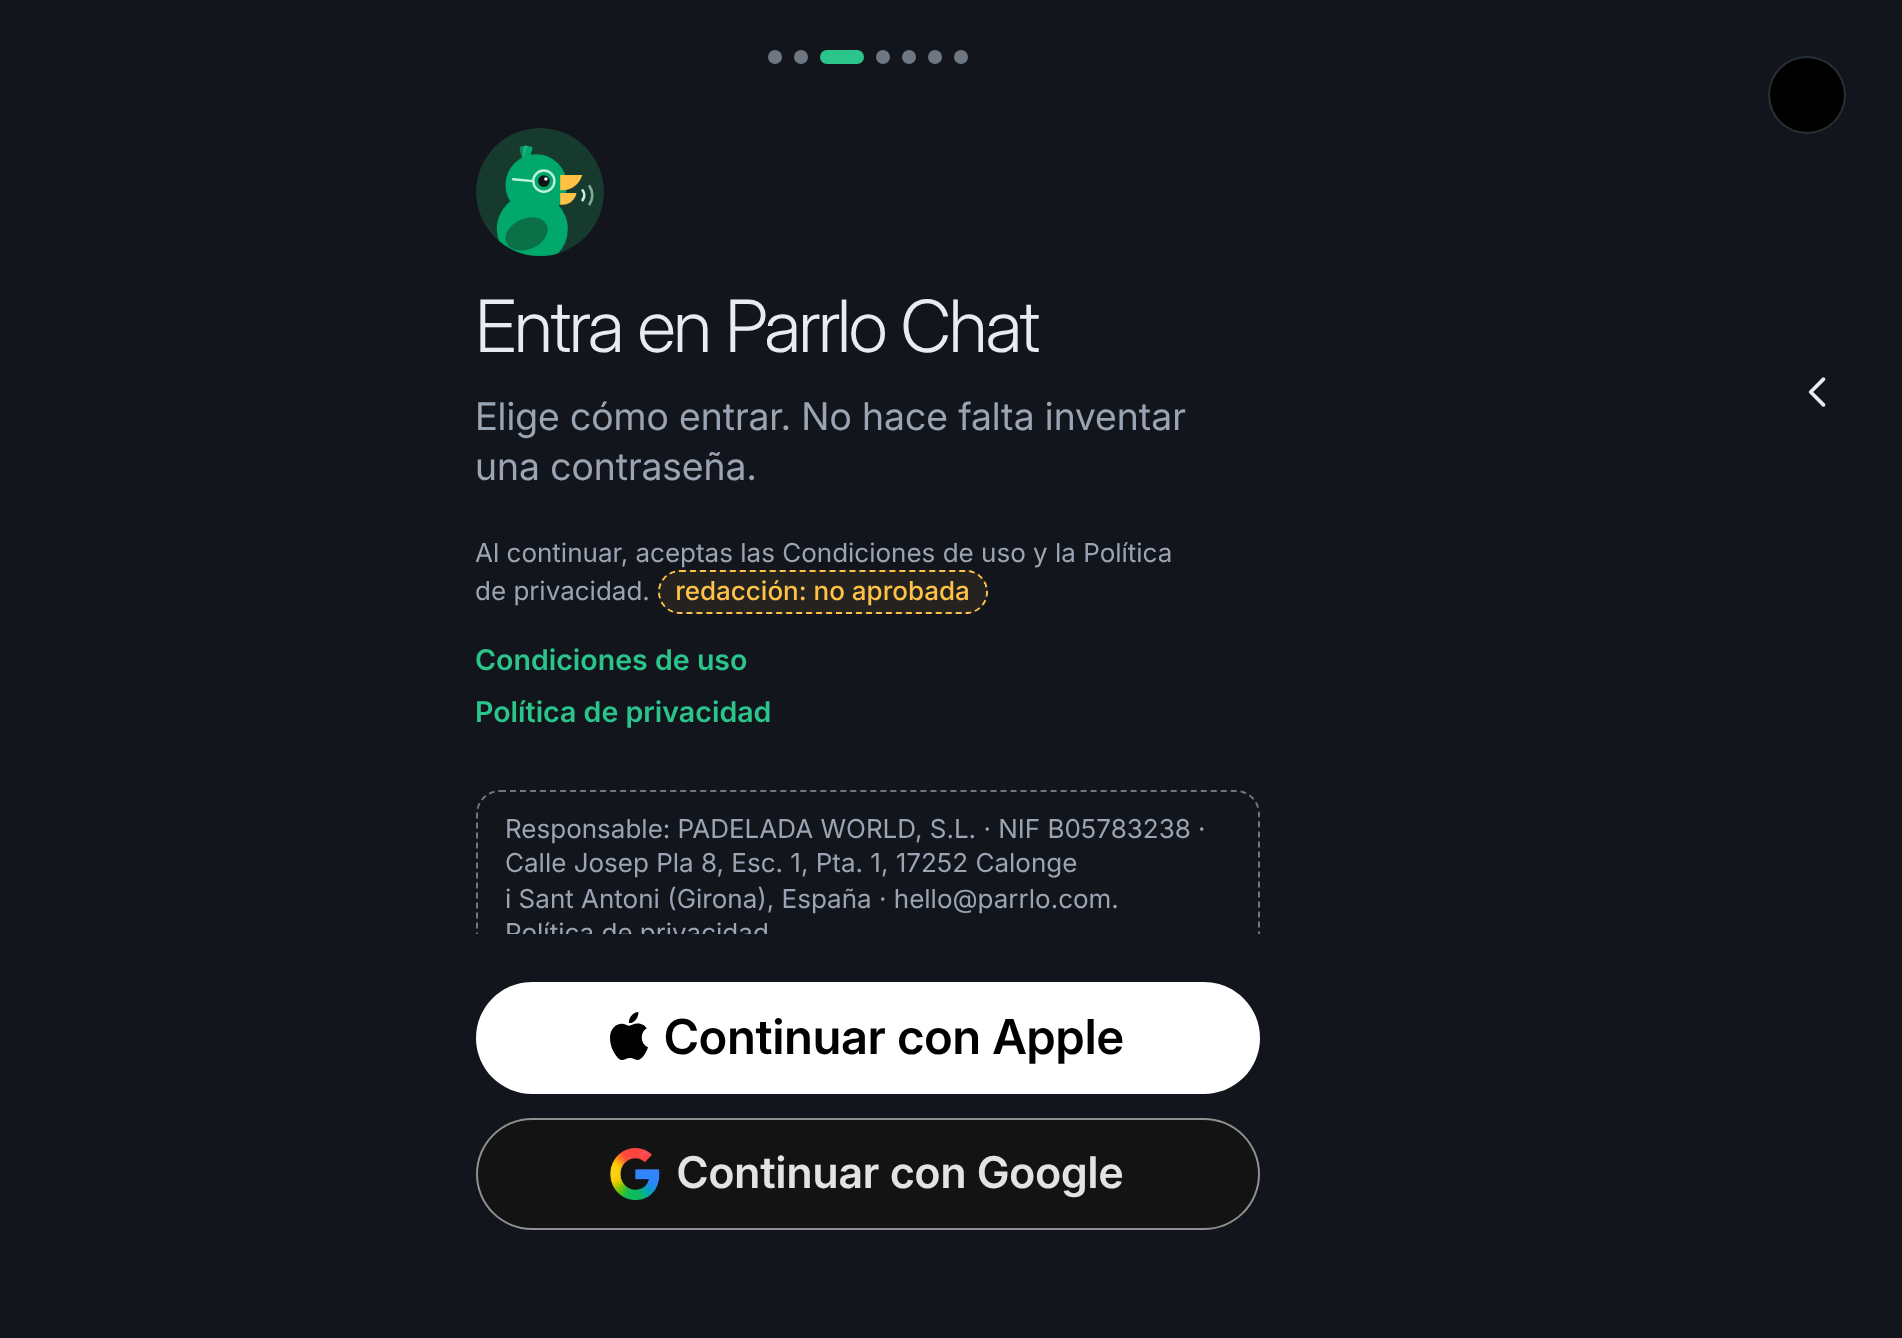 Entra en Parrlo Chat
Elige cómo entrar. No hace falta inventar
una contraseña.
Al continuar, aceptas las Condiciones de uso y la Política
de privacidad. redacción: no aprobada
Condiciones de uso
Política de privacidad
Responsable: PADELADA WORLD, S.L. · NIF B05783238 ·
Calle Josep Pla 8, Esc. 1, Pta. 1, 17252 Calonge
i Sant Antoni (Girona), España · hello@parrlo.com.
Política de privacidad
Continuar con Apple
Continuar con Google